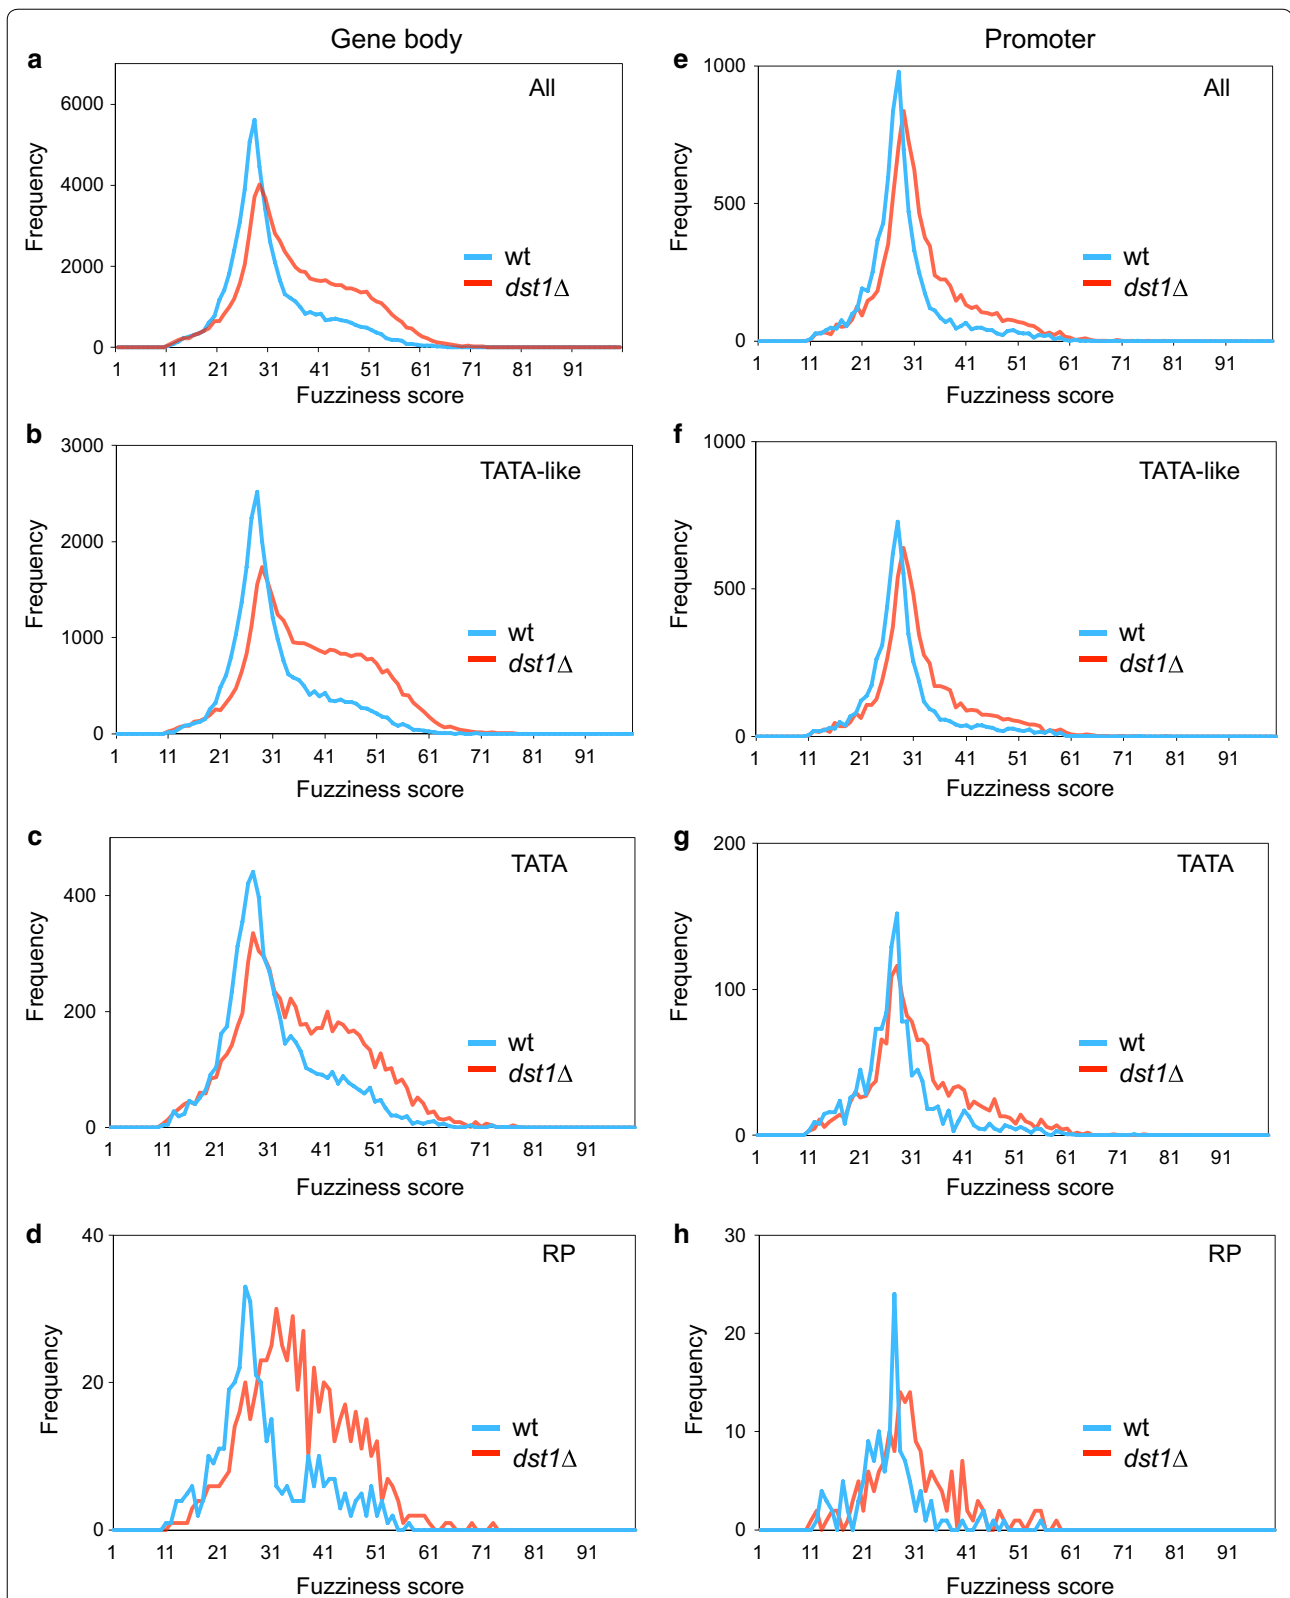 Gene body
Promoter
a
All
Frequency
6000
4000
2000
0
wt
dst1Δ
1 11 21 31 41 51 61 71 81 91
Fuzziness score
e
All
Frequency
1000
500
0
wt
dst1Δ
1 11 21 31 41 51 61 71 81 91
Fuzziness score
b
TATA-like
Frequency
3000
2000
1000
0
wt
dst1Δ
1 11 21 31 41 51 61 71 81 91
Fuzziness score
f
TATA-like
Frequency
1000
500
0
wt
dst1Δ
1 11 21 31 41 51 61 71 81 91
Fuzziness score
c
TATA
Frequency
400
200
0
wt
dst1Δ
1 11 21 31 41 51 61 71 81 91
Fuzziness score
g
TATA
Frequency
200
100
0
wt
dst1Δ
1 11 21 31 41 51 61 71 81 91
Fuzziness score
d
RP
Frequency
40
20
0
wt
dst1Δ
1 11 21 31 41 51 61 71 81 91
Fuzziness score
h
RP
Frequency
30
20
10
0
wt
dst1Δ
1 11 21 31 41 51 61 71 81 91
Fuzziness score